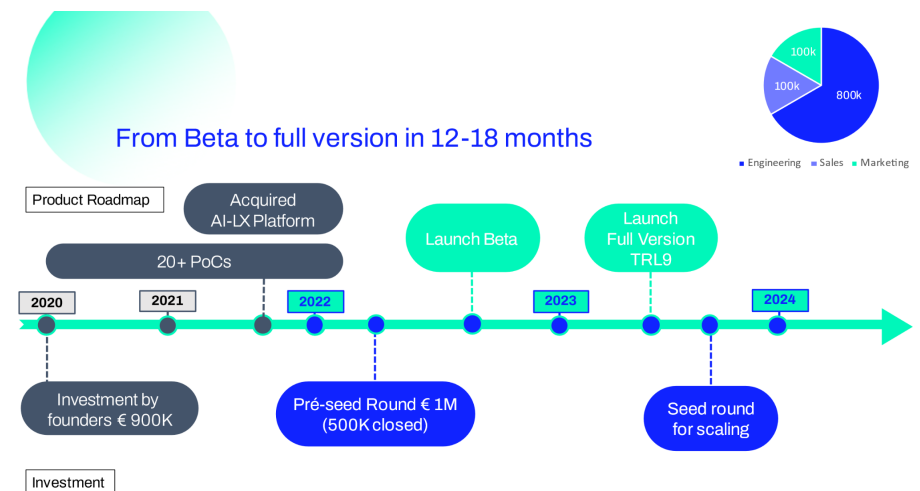 100k
100k
800k
From Beta to full version in 12-18 months
Engineering Sales Marketing
Product Roadmap
Acquired
AI-LX Platform
20+ PoCs
Launch Beta
Launch
Full Version
TRL9
2020
2021
2022
2023
2024
Investment by
founders € 900K
Pré-seed Round € 1M
(500K closed)
Seed round
for scaling
Investment